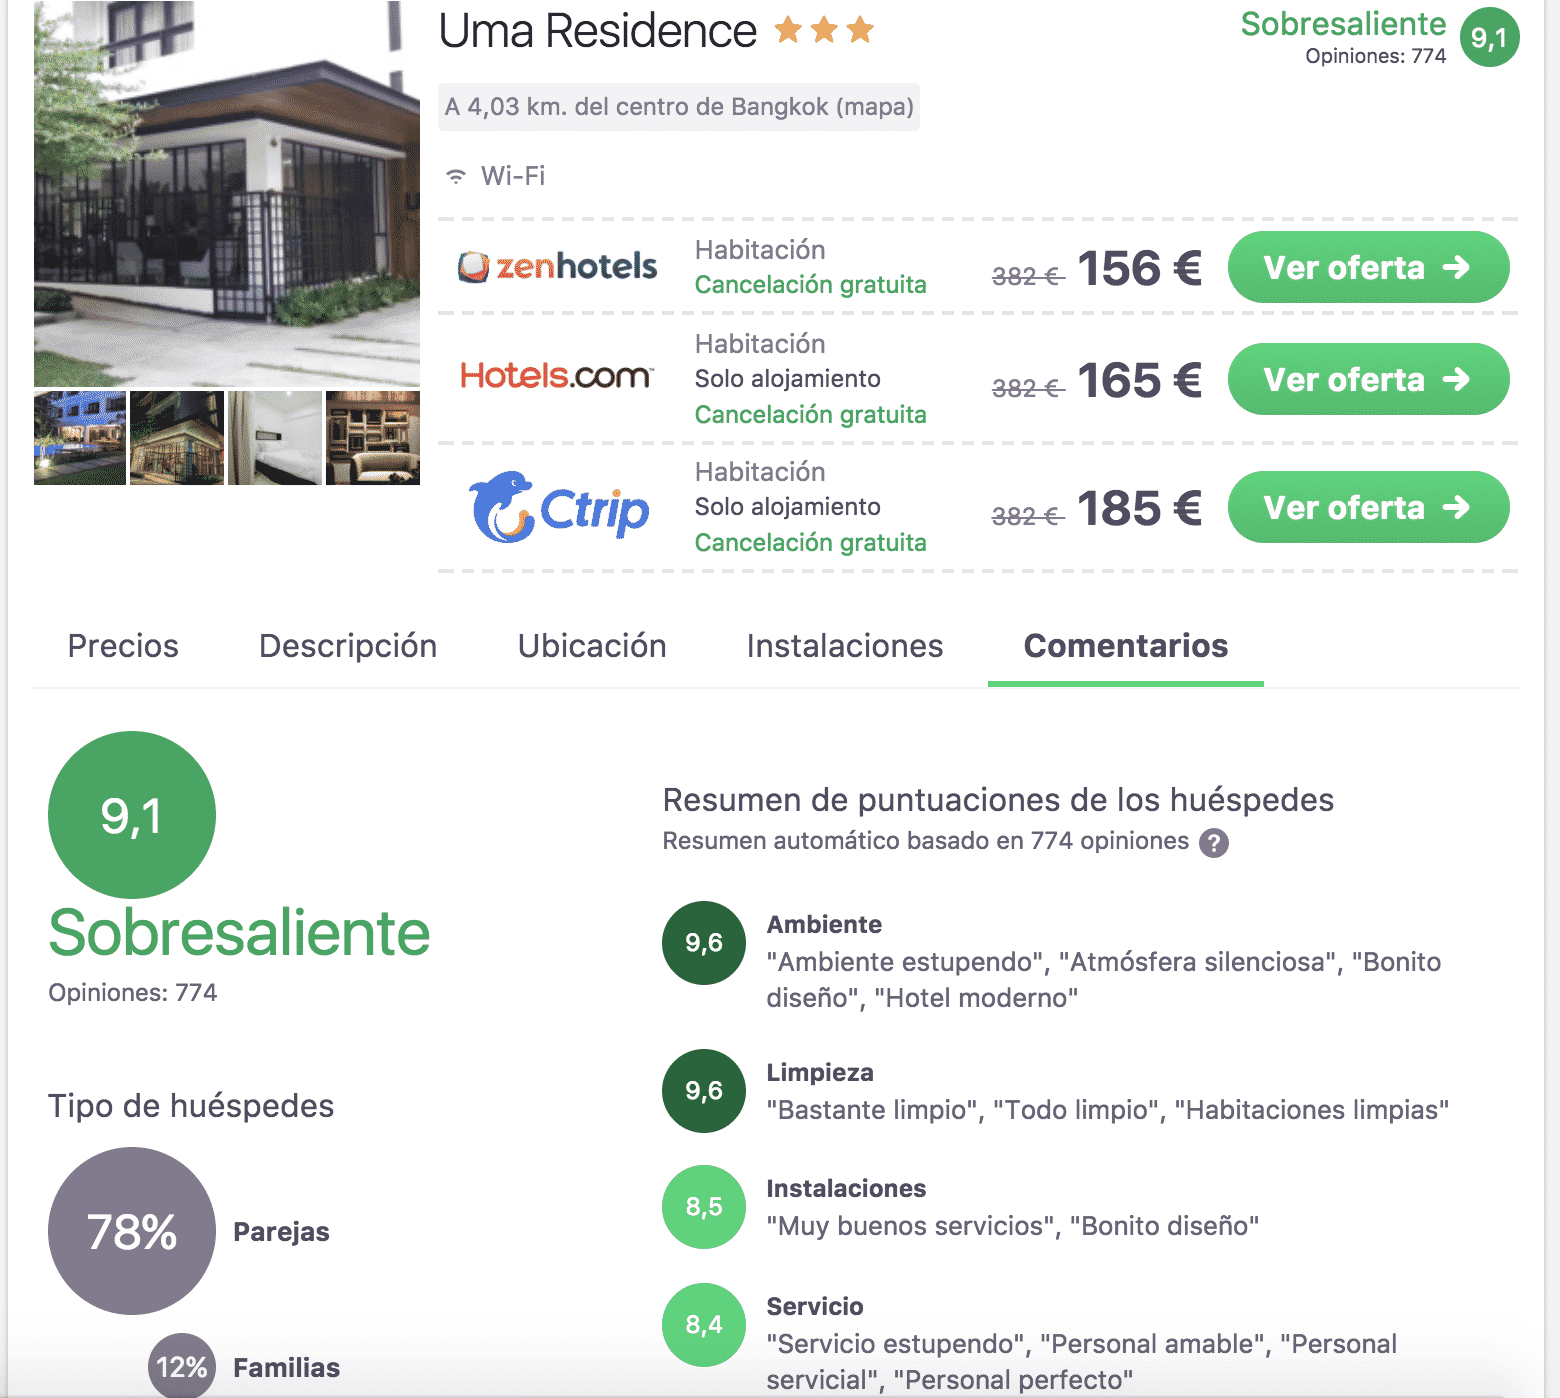 Uma Residence
Sobresaliente
Opiniones: 774
9,1
A 4,03 km. del centro de Bangkok (mapa)
Wi-Fi
zenhotels
Habitación
Cancelación gratuita
382 €
156 €
Ver oferta →
Hotels.com
Habitación
Solo alojamiento
Cancelación gratuita
382 €
165 €
Ver oferta →
Ctrip
Habitación
Solo alojamiento
Cancelación gratuita
382 €
185 €
Ver oferta →
Precios
Descripción
Ubicación
Instalaciones
Comentarios
9,1
Sobresaliente
Opiniones: 774
Tipo de huéspedes
78%
Parejas
12%
Familias
Resumen de puntuaciones de los huéspedes
Resumen automático basado en 774 opiniones ?
9,6
Ambiente
"Ambiente estupendo", "Atmósfera silenciosa", "Bonito
diseño", "Hotel moderno"
9,6
Limpieza
"Bastante limpio", "Todo limpio", "Habitaciones limpias"
8,5
Instalaciones
"Muy buenos servicios", "Bonito diseño"
8,4
Servicio
"Servicio estupendo", "Personal amable", "Personal
servicial", "Personal perfecto"